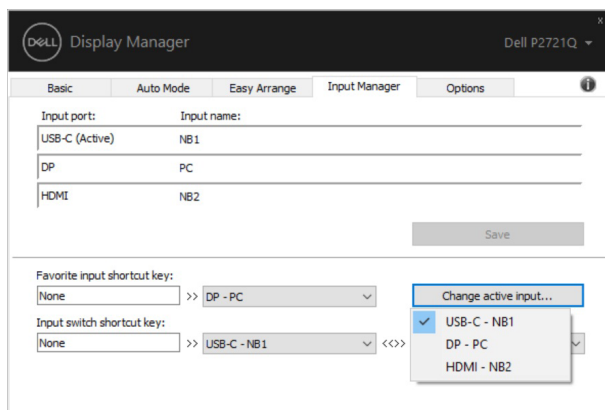 DELL Display Manager
Dell P2721Q
Basic Auto Mode Easy Arrange Input Manager Options
Input port: Input name:
USB-C (Active) NB1
DP PC
HDMI NB2
Save
Favorite input shortcut key:
None >> DP - PC Change active input...
Input switch shortcut key:
None >> USB-C - NB1 <<>>
USB-C - NB1
DP - PC
HDMI - NB2